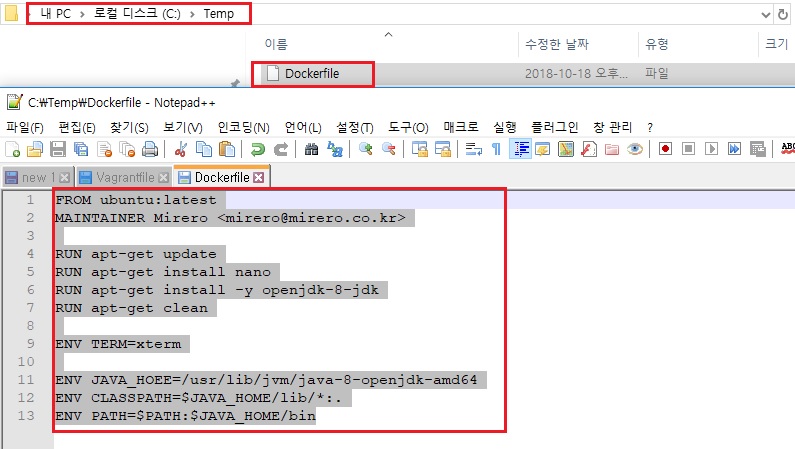 내 PC > 로컬 디스크 (C:) > Temp
이름 수정한 날짜 유형 크기
Dockerfile 2018-10-18 오후... 파일
C:\Temp\Dockerfile - Notepad++
파일(F) 편집(E) 찾기(S) 보기(V) 인코딩(N) 언어(L) 설정(T) 도구(O) 매크로 실행 플러그인 창 관리 ?
ABC
new 1 Vagrantfile Dockerfile
1 FROM ubuntu:latest
2 MAINTAINER Mirero <mirero@mirero.co.kr>
3
4 RUN apt-get update
5 RUN apt-get install nano
6 RUN apt-get install -y openjdk-8-jdk
7 RUN apt-get clean
8
9 ENV TERM=xterm
10
11 ENV JAVA_HOEE=/usr/lib/jvm/java-8-openjdk-amd64
12 ENV CLASSPATH=$JAVA_HOME/lib/*:.
13 ENV PATH=$PATH:$JAVA_HOME/bin